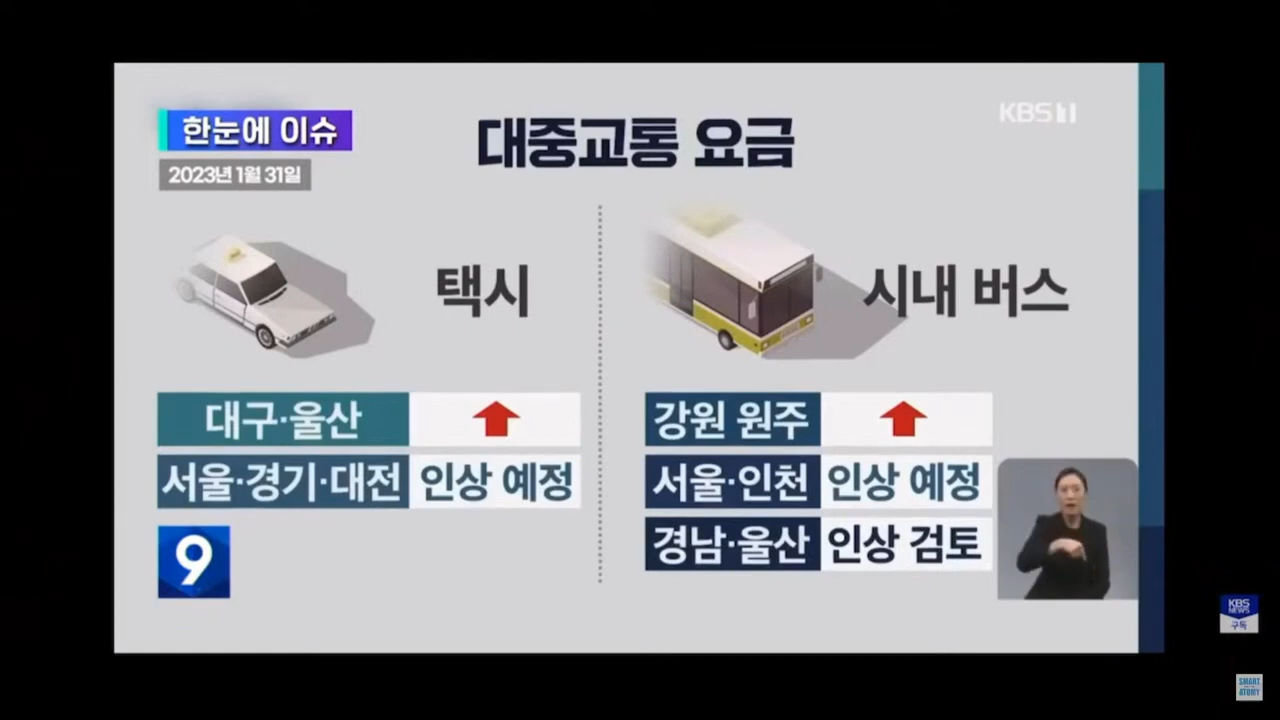 한눈에 이슈
2023년 1월 31일
대중교통 요금
KBS 1
택시
시내 버스
대구·울산
서울·경기·대전 인상 예정
강원 원주
서울·인천 인상 예정
경남·울산 인상 검토
9
KBS
NEWS
구독
SMART
ATOMY